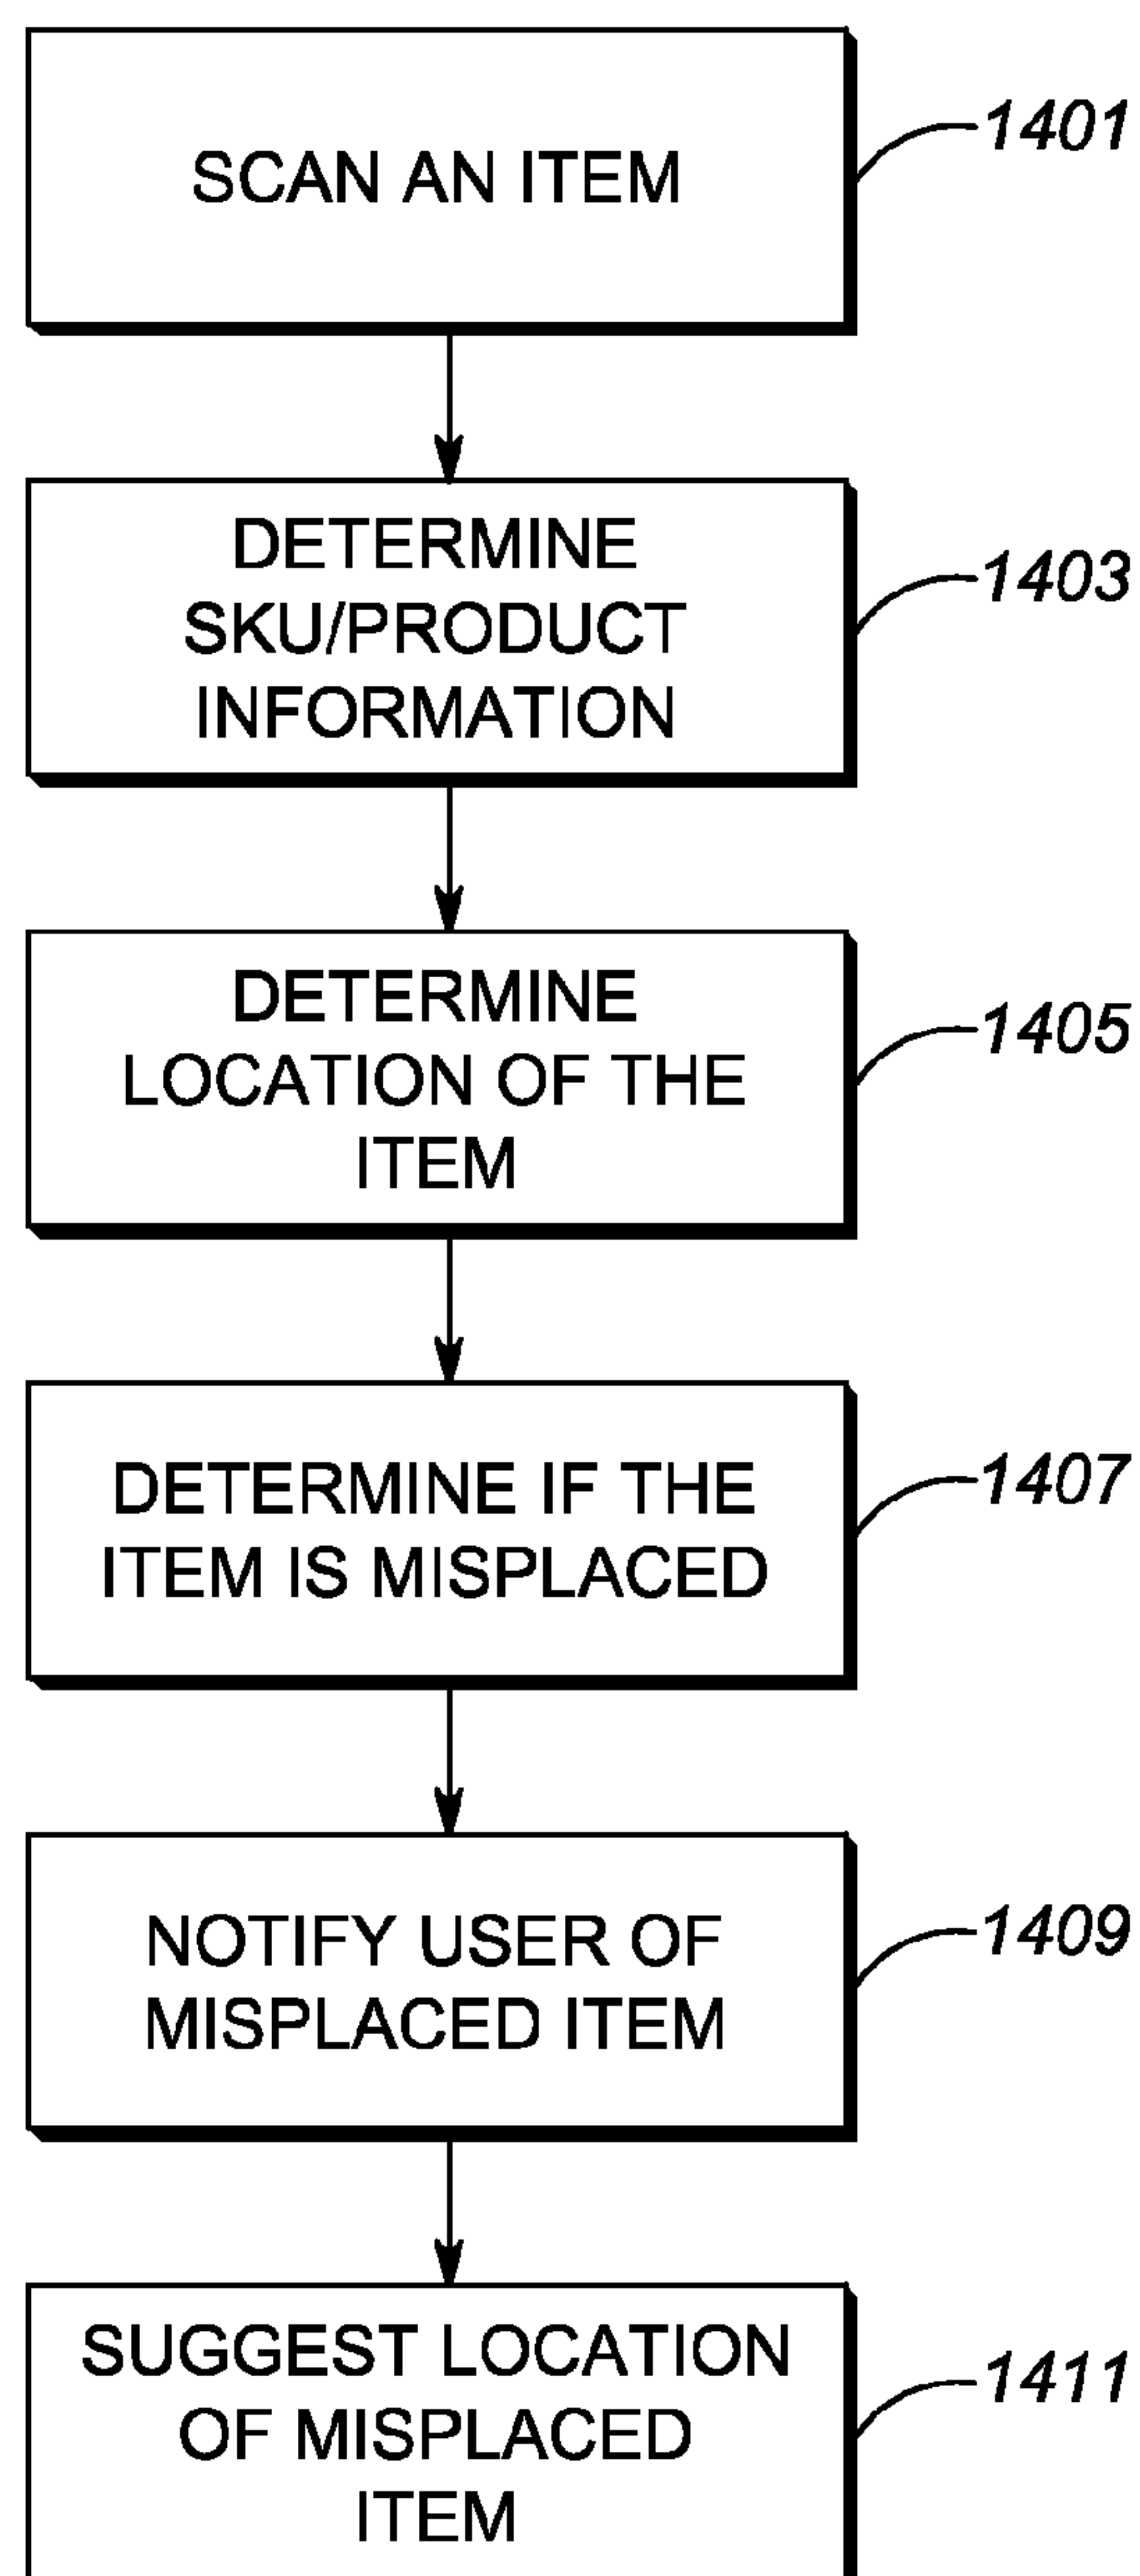 SCAN AN ITEM
1401
DETERMINE
SKU/PRODUCT
INFORMATION
1403
DETERMINE
LOCATION OF THE
ITEM
1405
DETERMINE IF THE
ITEM IS MISPLACED
1407
NOTIFY USER OF
MISPLACED ITEM
1409
SUGGEST LOCATION
OF MISPLACED
ITEM
1411